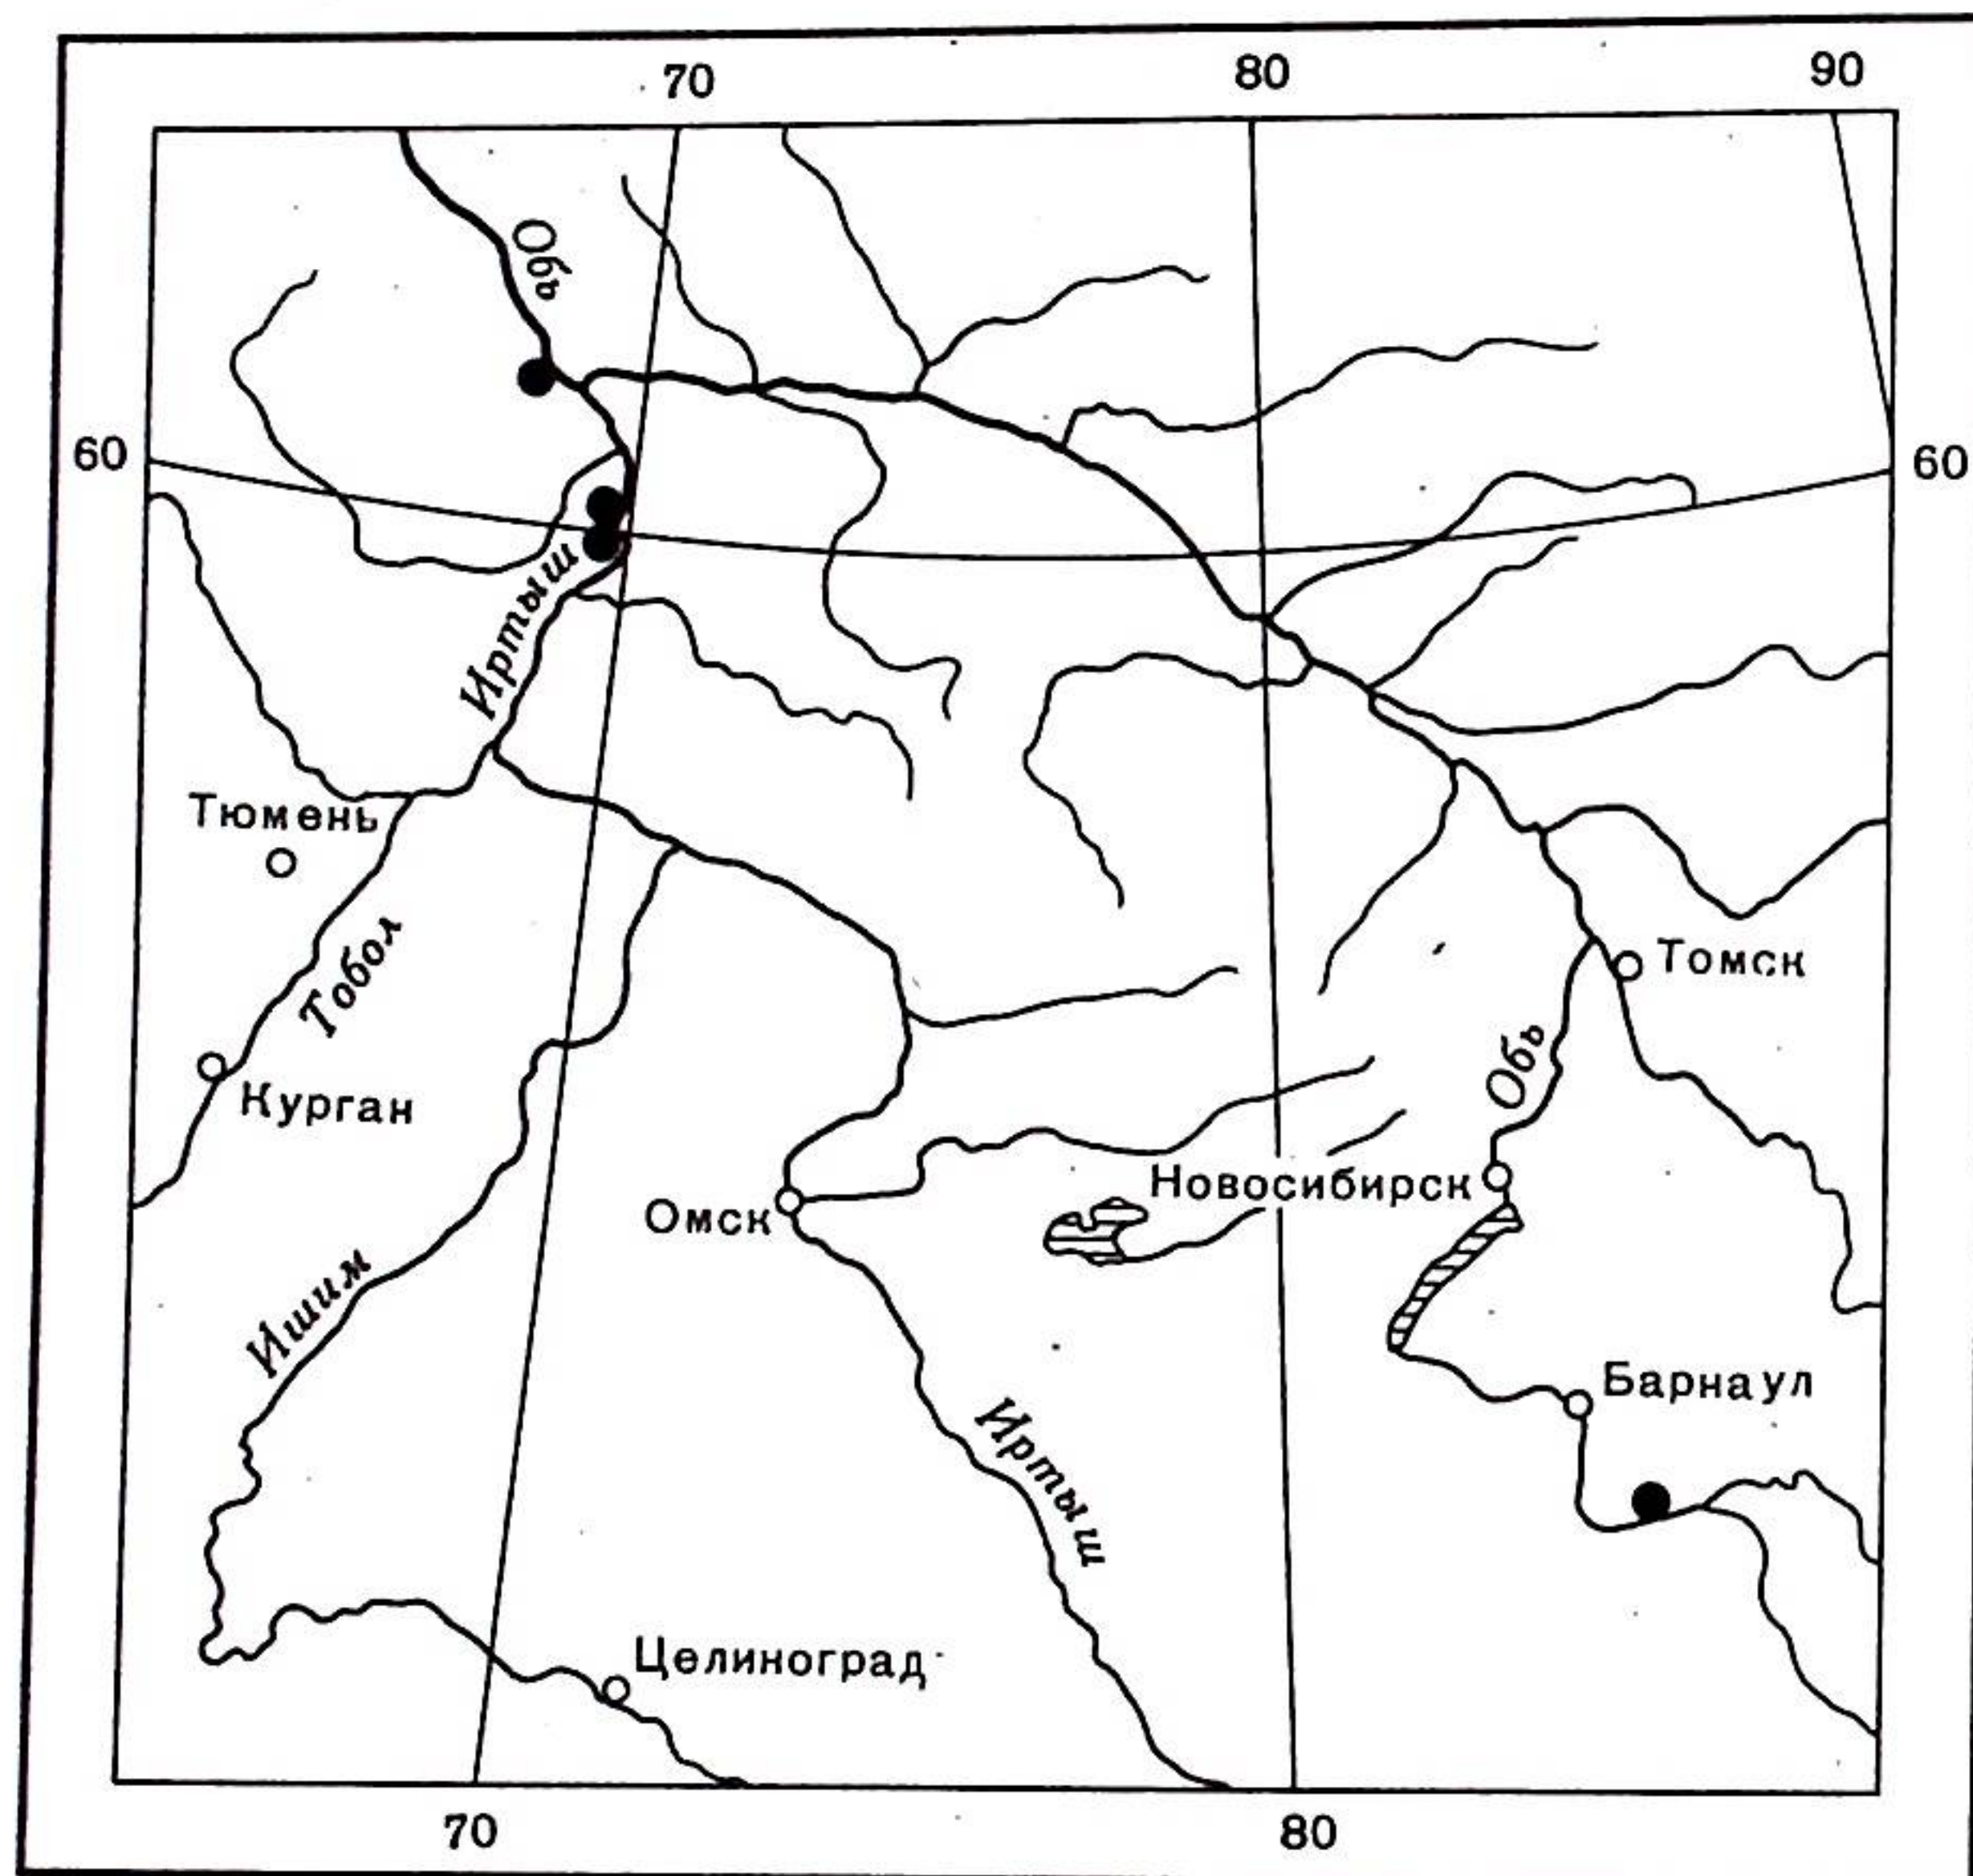 70 80 90
Обь
60 60
Иртыш
Тюмень
Тобол
Томск
Обь
Курган
Новосибирск
Омск
Ишим
Барнаул
Иртыш
Целиноград
70 80